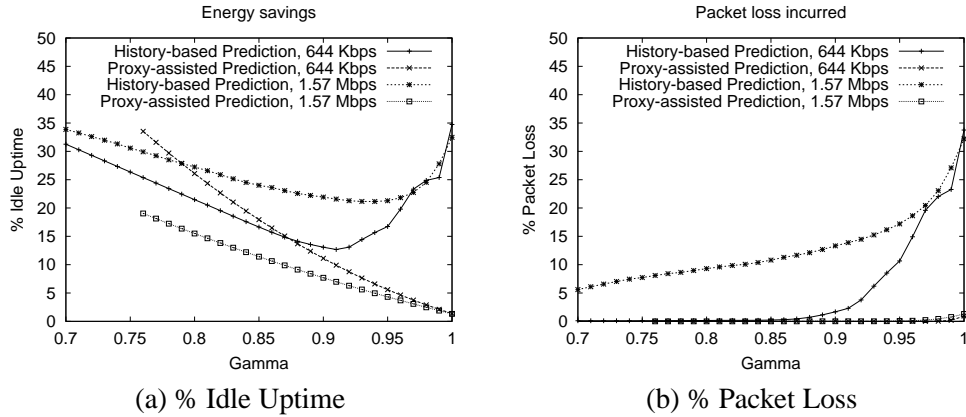 Energy savings
50
45
40
35
30
25
20
15
10
5
0
% Idle Uptime
History-based Prediction, 644 Kbps
Proxy-assisted Prediction, 644 Kbps
History-based Prediction, 1.57 Mbps
Proxy-assisted Prediction, 1.57 Mbps
0.7 0.75 0.8 0.85 0.9 0.95 1
Gamma
(a) % Idle Uptime
Packet loss incurred
50
45
40
35
30
25
20
15
10
5
0
% Packet Loss
History-based Prediction, 644 Kbps
Proxy-assisted Prediction, 644 Kbps
History-based Prediction, 1.57 Mbps
Proxy-assisted Prediction, 1.57 Mbps
0.7 0.75 0.8 0.85 0.9 0.95 1
Gamma
(b) % Packet Loss